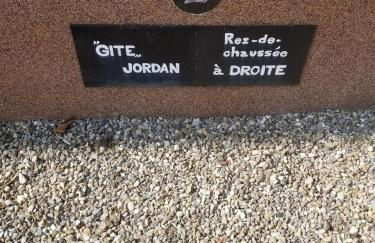 "GITE„
JORDAN
Rez-de-
chaussée
à DROITE